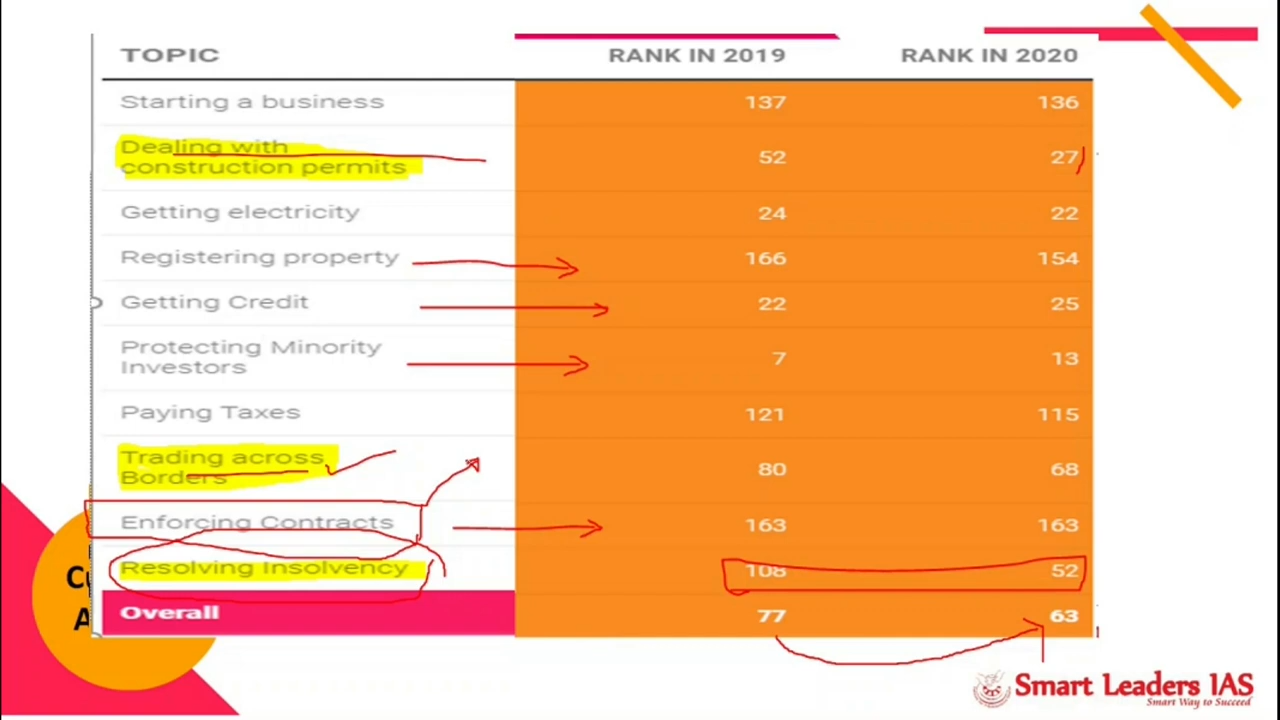 TOPIC RANK IN 2019 RANK IN 2020
Starting a business 137 136
Dealing with
construction permits 52 27
Getting electricity 24 22
Registering property 166 154
Getting Credit 22 25
Protecting Minority
Investors 7 13
Paying Taxes 121 115
Trading across
Borders 80 68
Enforcing Contracts 163 163
Resolving Insolvency 108 52
Overall 77 63
Smart Leaders IAS
Smart Way to Succeed